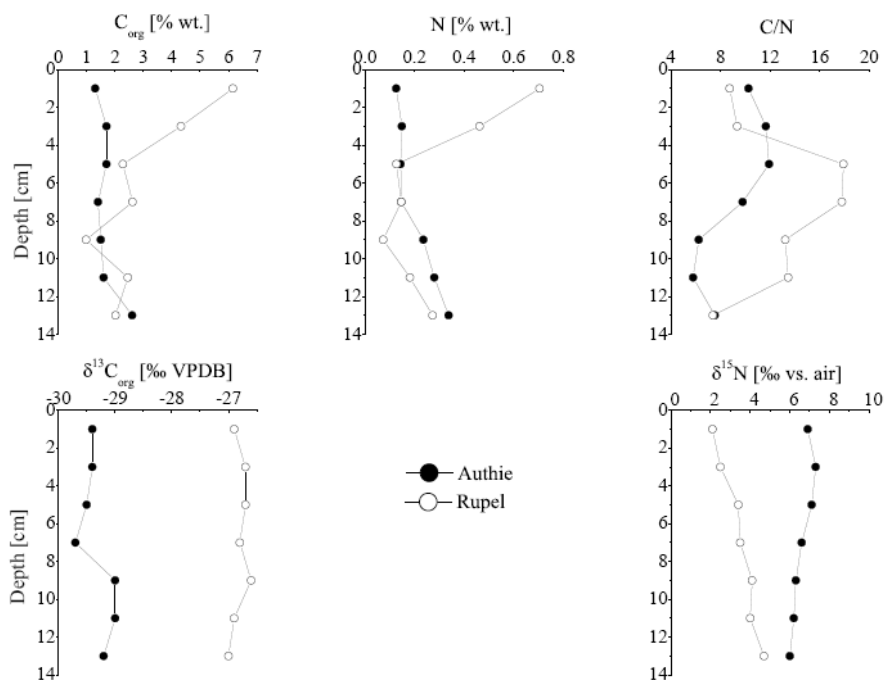 C_org [% wt.]
0 1 2 3 4 5 6 7
N [% wt.]
0 0.2 0.4 0.6 0.8
C/N
4 8 12 16 20
Depth [cm]
0
2
4
6
8
10
12
14
0
2
4
6
8
10
12
14
0
2
4
6
8
10
12
14
δ¹³C_org [‰ VPDB]
-30 -29 -28 -27
δ¹⁵N [‰ vs. air]
0 2 4 6 8 10
Depth [cm]
0
2
4
6
8
10
12
14
Authie
Rupel
0
2
4
6
8
10
12
14